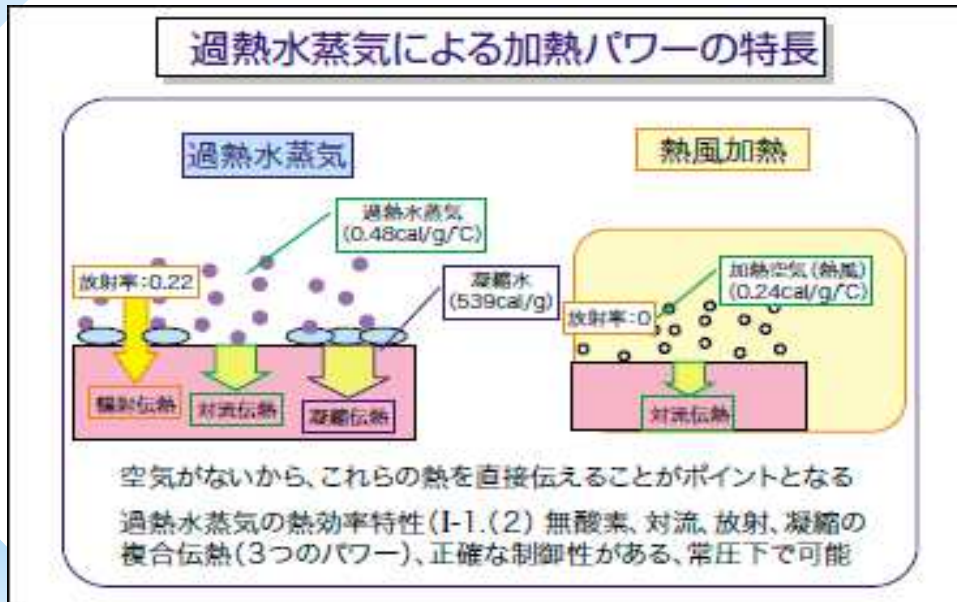 過熱水蒸気による加熱パワーの特長
過熱水蒸気
熱風加熱
過熱水蒸気
(0.48cal/g/℃)
放射率:0.22
凝縮水
(539cal/g)
加熱空気(熱風)
(0.24cal/g/℃)
放射率:0
輻射伝熱
対流伝熱
凝縮伝熱
対流伝熱
空気がないから、これらの熱を直接伝えることがポイントとなる
過熱水蒸気の熱効率特性(I-1.(2) 無酸素、対流、放射、凝縮の
複合伝熱(3つのパワー)、正確な制御性がある、常圧下で可能